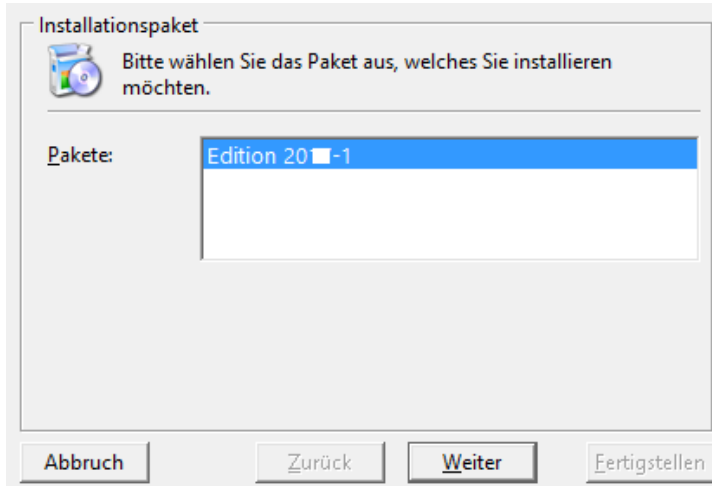 Installationspaket
Bitte wählen Sie das Paket aus, welches Sie installieren
möchten.
Pakete:
Edition
Abbruch
Zurück
Weiter
Fertigstellen